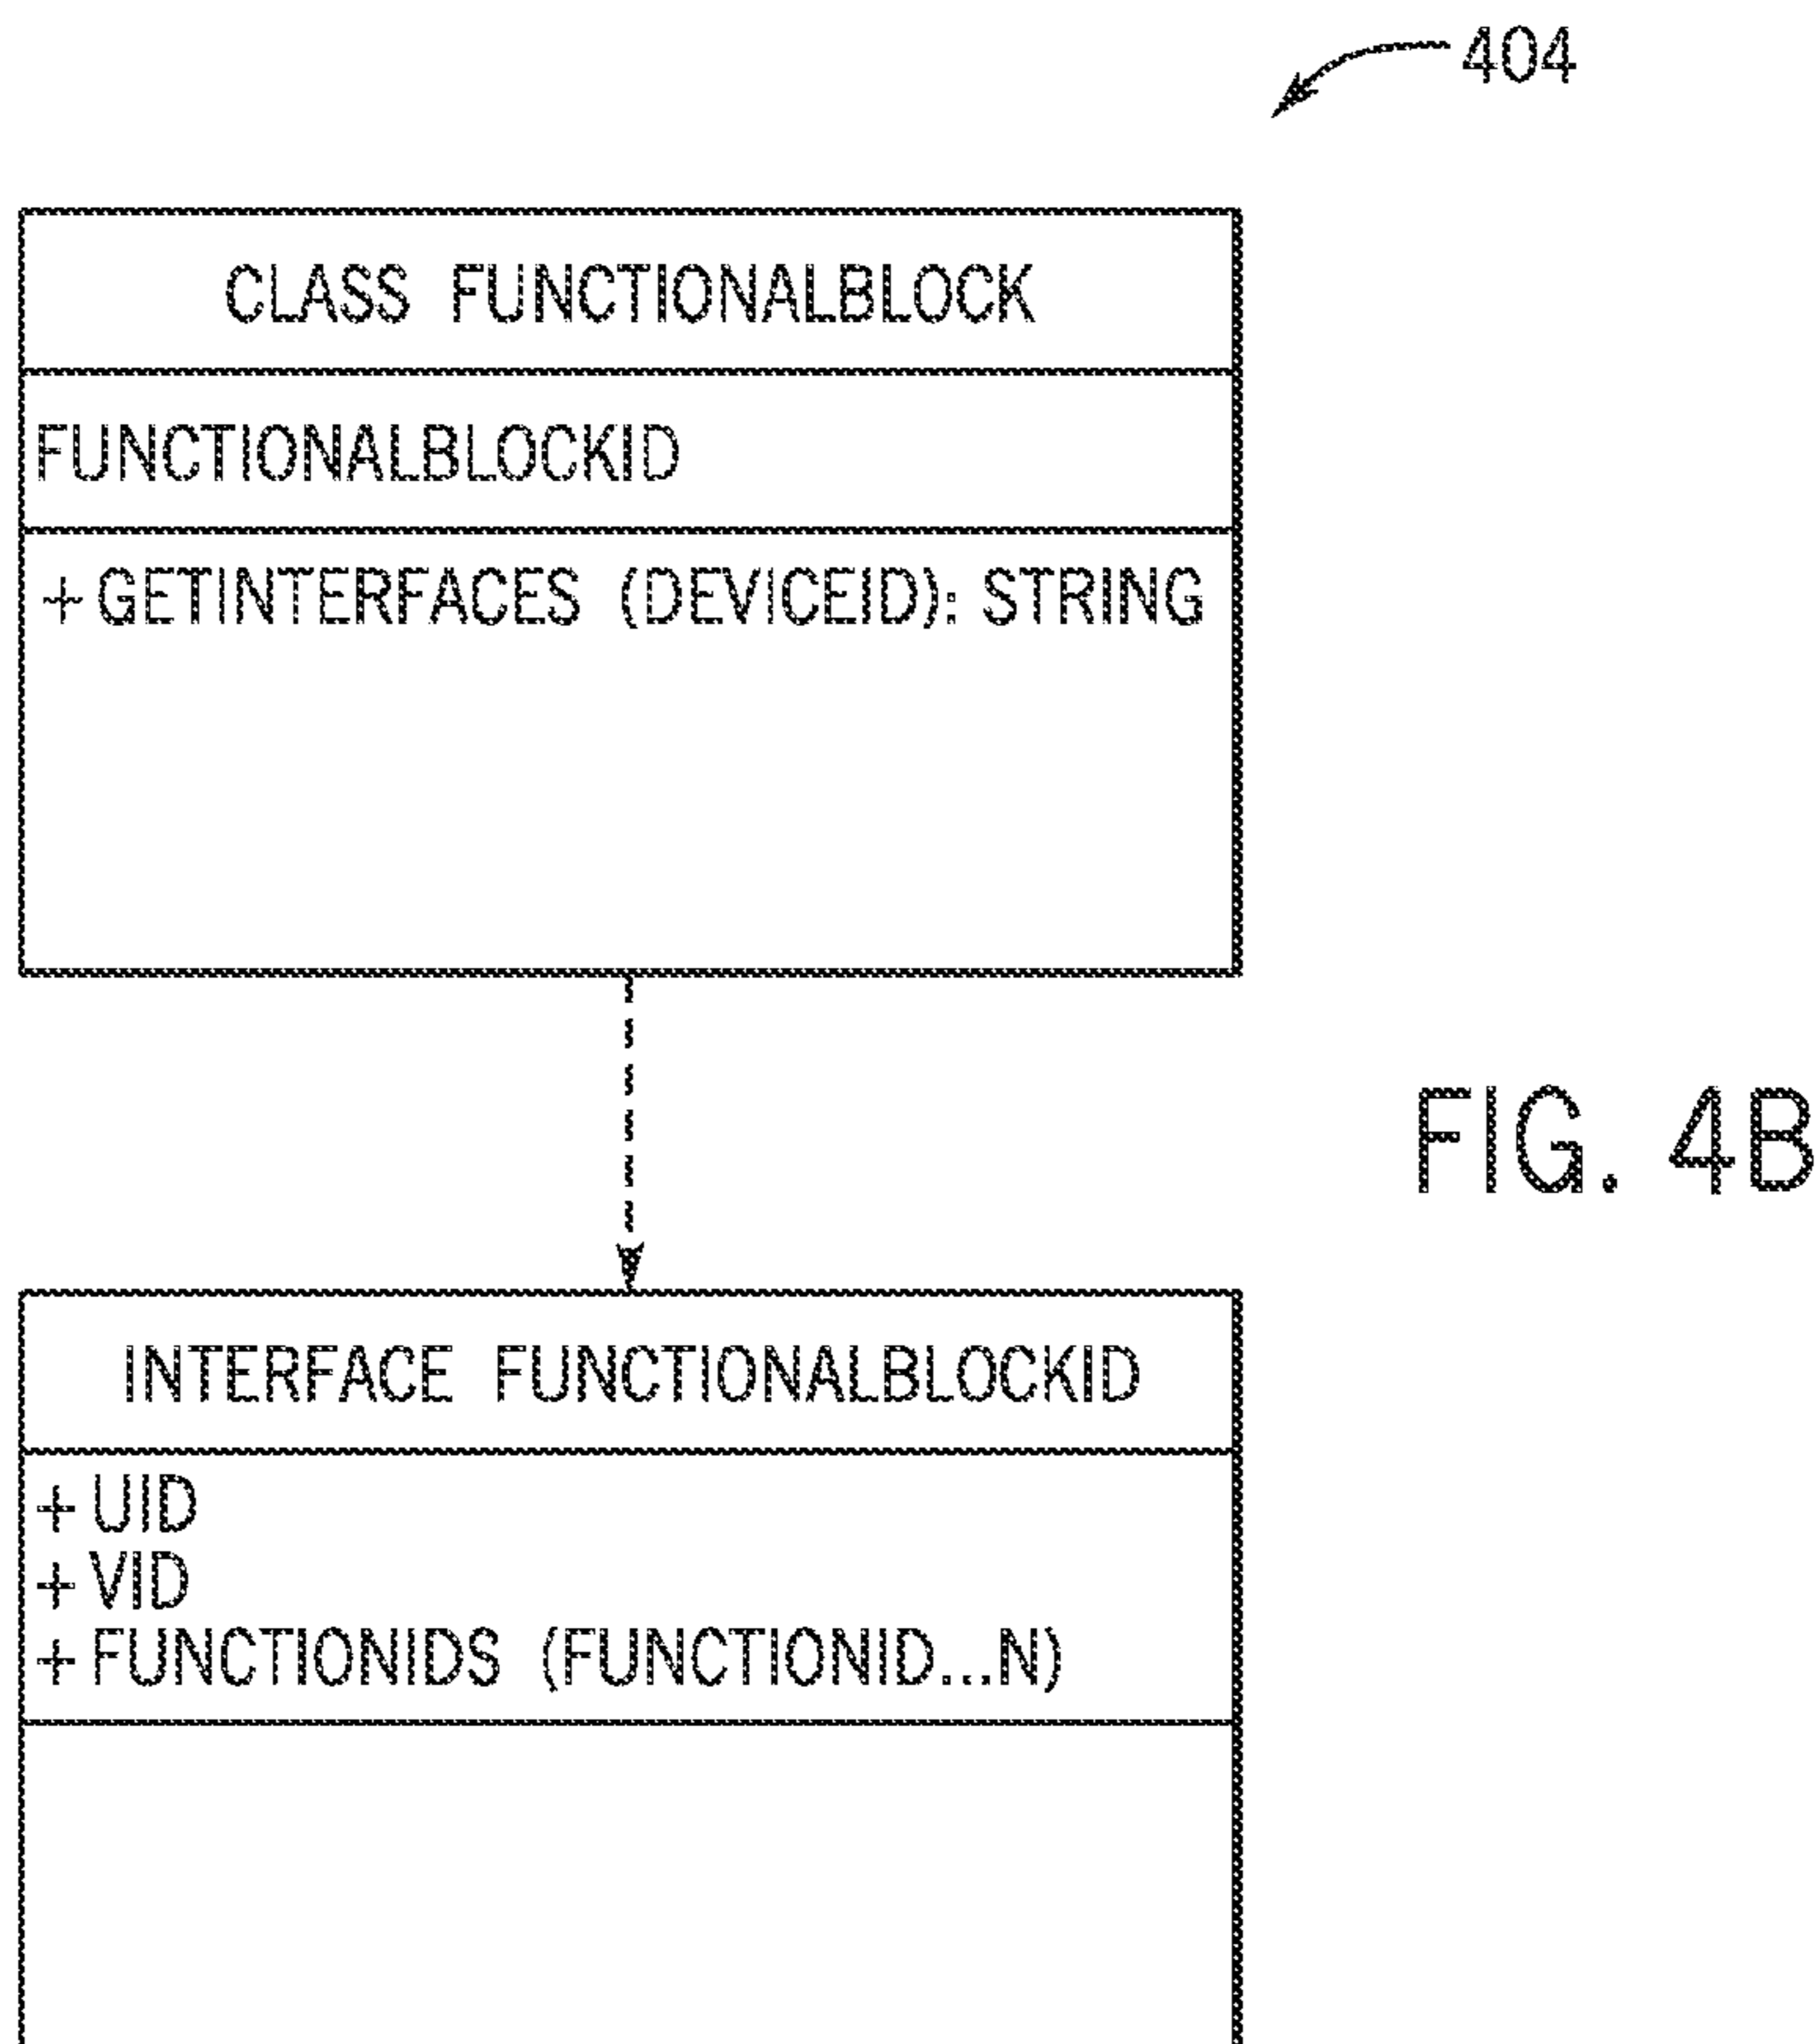 404
CLASS FUNCTIONALBLOCK
FUNCTIONALBLOCKID
+ GETINTERFACES (DEVICEID): STRING
FIG. 4B
INTERFACE FUNCTIONALBLOCKID
+ UID
+ VID
+ FUNCTIONIDS (FUNCTIONID...N)